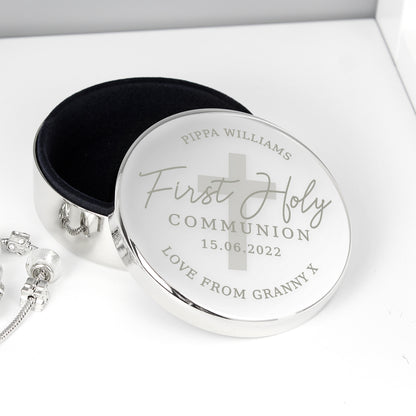 PIPPA WILLIAMS
First Holy
COMMUNION
15.06.2022
LOVE FROM GRANNY X